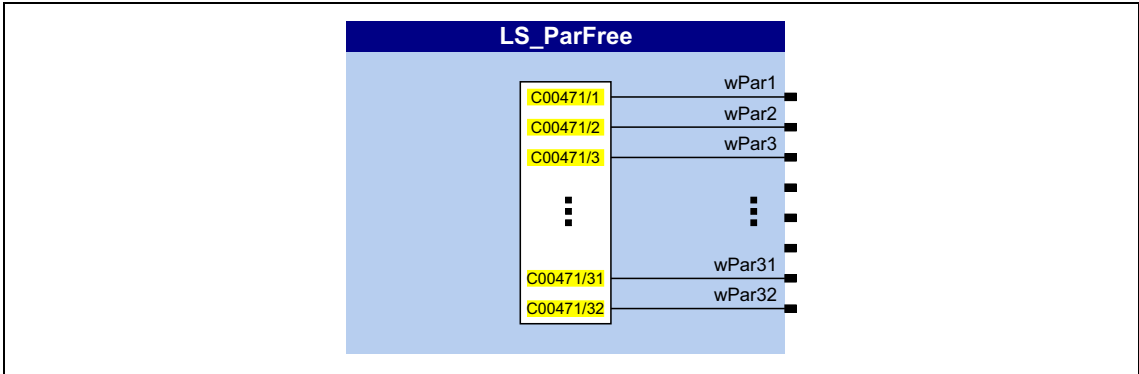 LS_ParFree
C00471/1 wPar1
C00471/2 wPar2
C00471/3 wPar3
C00471/31 wPar31
C00471/32 wPar32